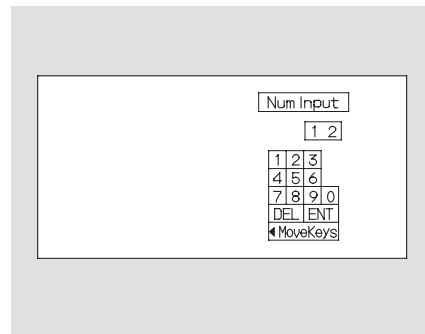 Num Input
1 2
1 2 3
4 5 6
7 8 9 0
DEL ENT
◀MoveKeys